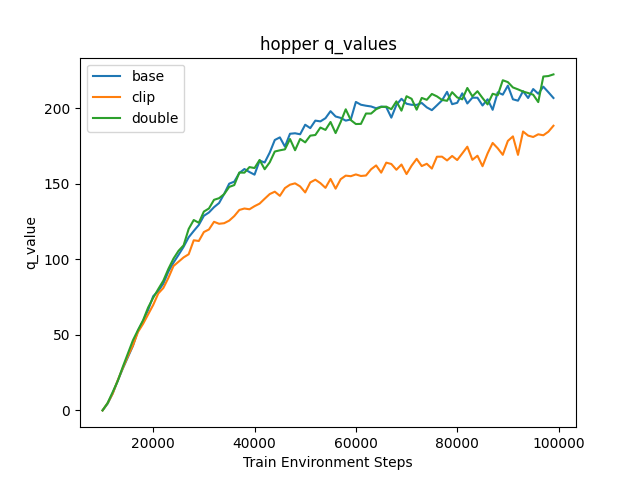 hopper q_values
base
clip
double
q_value
200
150
100
50
0
20000 40000 60000 80000 100000
Train Environment Steps